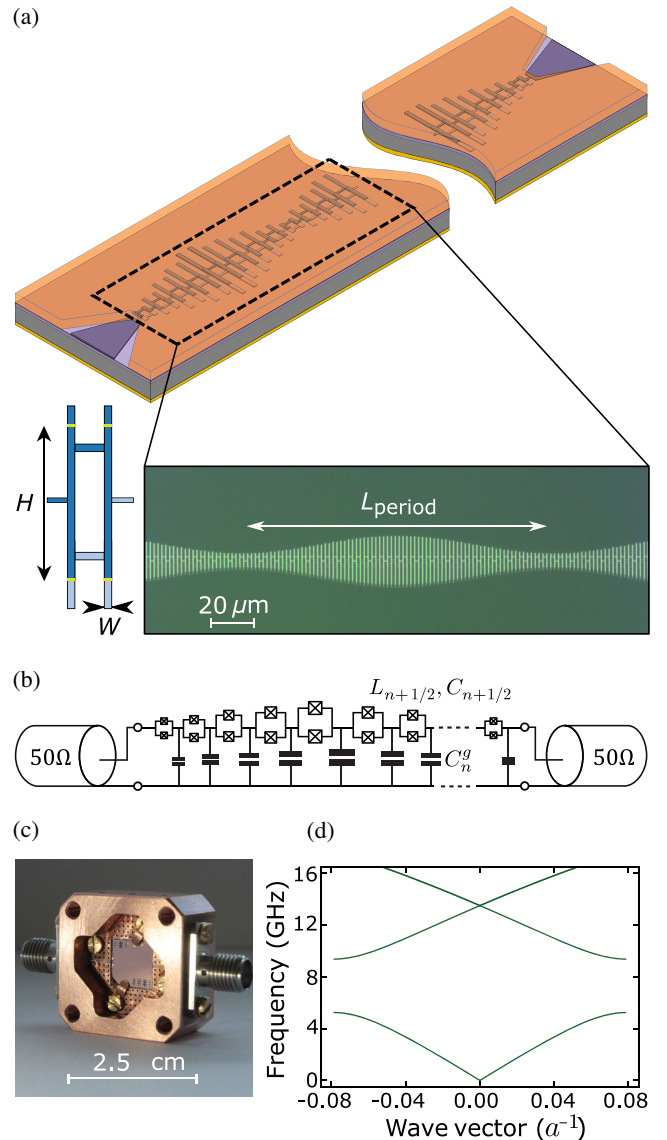 (a)
H
W
L_period
20 μm
(b)
L_{n+1/2}, C_{n+1/2}
50Ω
C_n^g
50Ω
(c)
2.5 cm
(d)
Frequency (GHz)
16
12
8
4
0
-0.08
-0.04
0.00
0.04
0.08
Wave vector (a⁻¹)